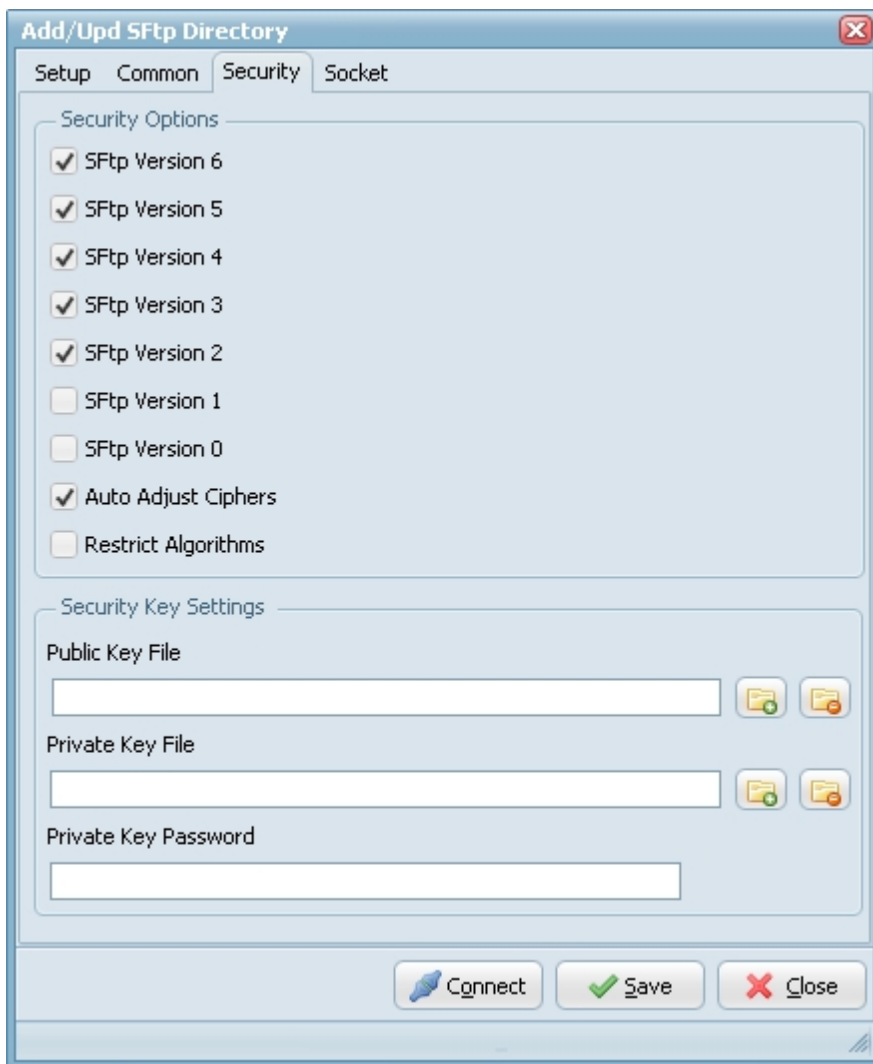 Add/Upd SFtp Directory
Setup Common Security Socket
Security Options
SFtp Version 6
SFtp Version 5
SFtp Version 4
SFtp Version 3
SFtp Version 2
SFtp Version 1
SFtp Version 0
Auto Adjust Ciphers
Restrict Algorithms
Security Key Settings
Public Key File
Private Key File
Private Key Password
Connect Save Close